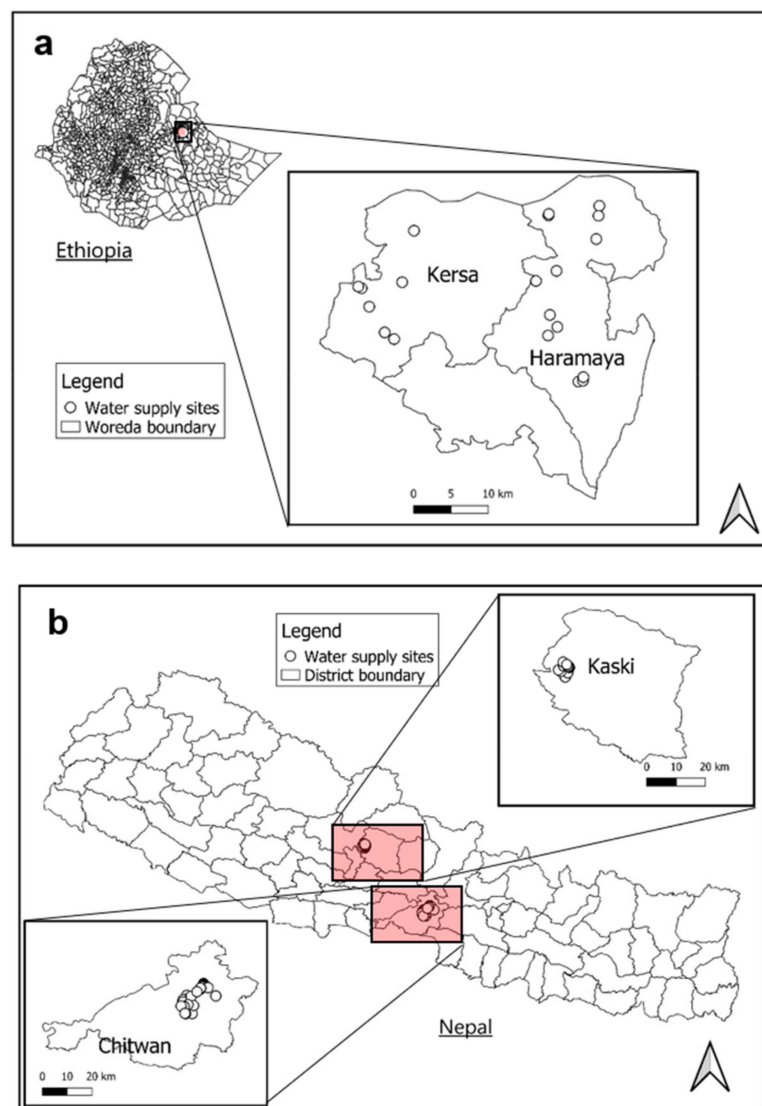 a
Ethiopia
Kersa
Haramaya
Legend
Water supply sites
Woreda boundary
0 5 10 km
b
Legend
Water supply sites
District boundary
Kaski
0 10 20 km
Chitwan
0 10 20 km
Nepal